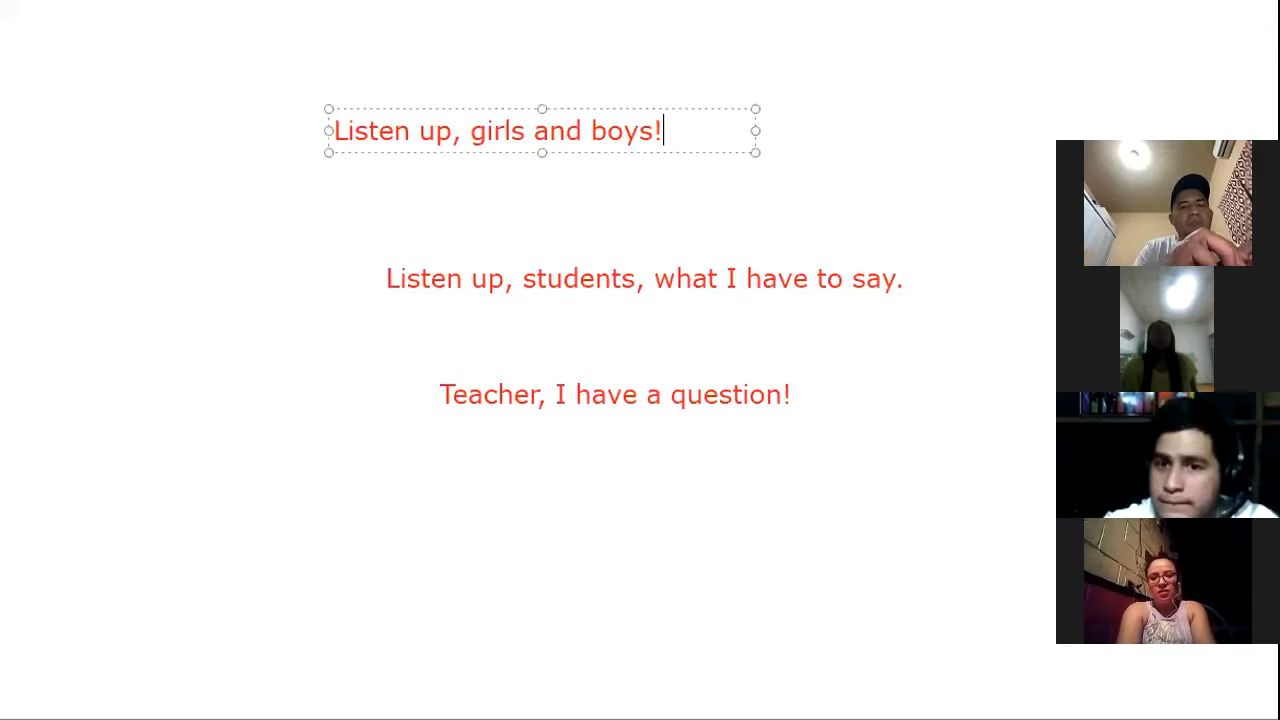 Listen up, girls and boys!
Listen up, students, what I have to say.
Teacher, I have a question!